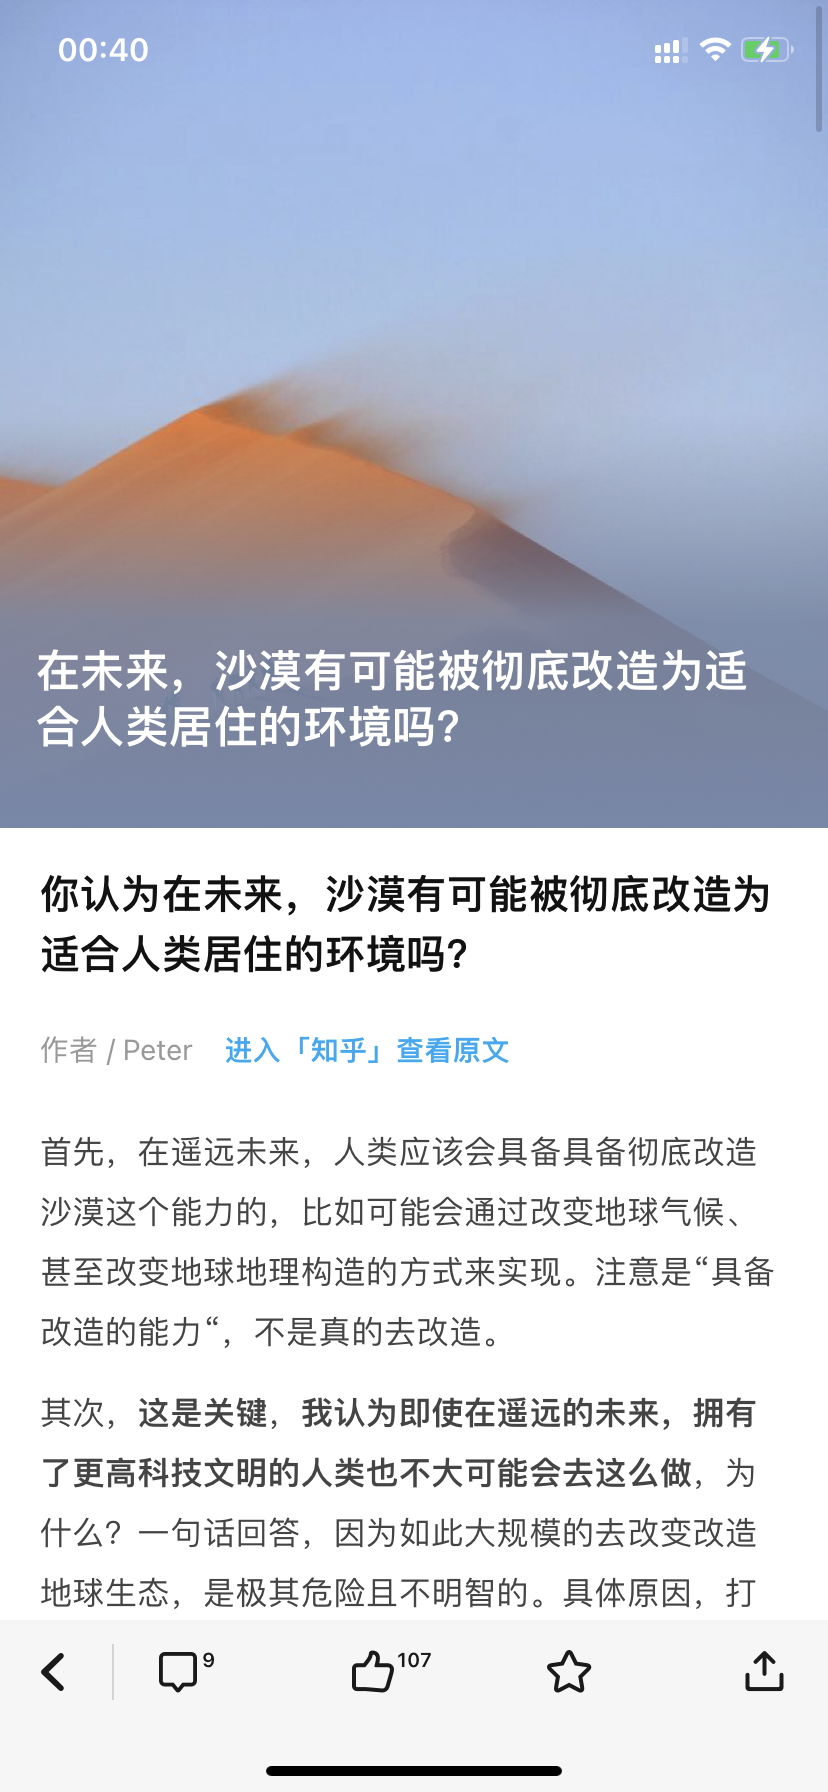 00:40
在未来，沙漠有可能被彻底改造为适
合人类居住的环境吗?
你认为在未来，沙漠有可能被彻底改造为
适合人类居住的环境吗?
作者 / Peter 进入「知乎」查看原文
首先，在遥远未来，人类应该会具备具备彻底改造
沙漠这个能力的，比如可能会通过改变地球气候、
甚至改变地球地理构造的方式来实现。注意是“具备
改造的能力“，不是真的去改造。
其次，这是关键，我认为即使在遥远的未来，拥有
了更高科技文明的人类也不大可能会去这么做，为
什么？一句话回答，因为如此大规模的去改变改造
地球生态，是极其危险且不明智的。具体原因，打
9
107